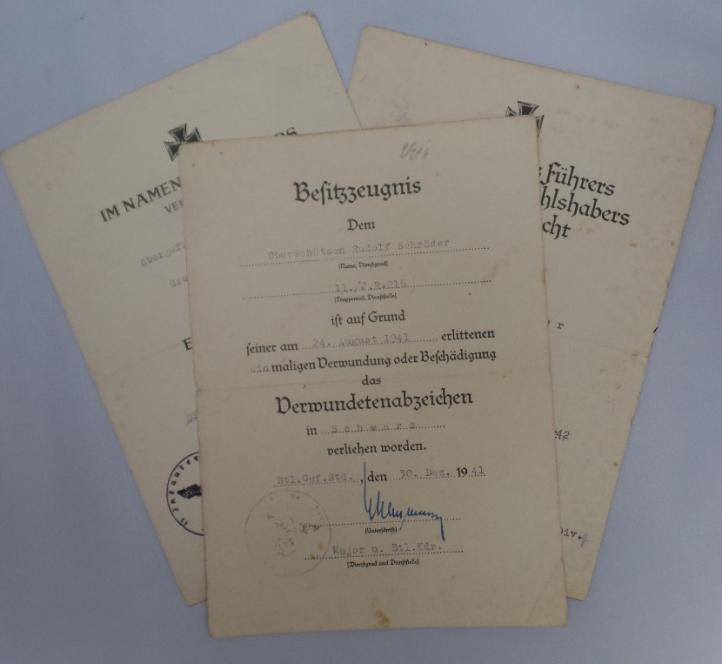 Besitzzeugnis
Dem
Oberschützen Rudolf Schröder
(Name, Dienstgrad)
11./J.R.216
(Truppenteil, Dienststelle)
ist auf Grund
seiner am 24. August 1941 erlittenen
ein maligen Verwundung oder Beschädigung
das
Verwundetenabzeichen
in Schwarz
verliehen worden.
Btl.Gef.Std., den 30. Dez. 1941
(Unterschrift)
Major u. Btl.Kdr.
(Dienstgrad und Dienststelle)
IM NAMEN
Führers
hlshabers
cht